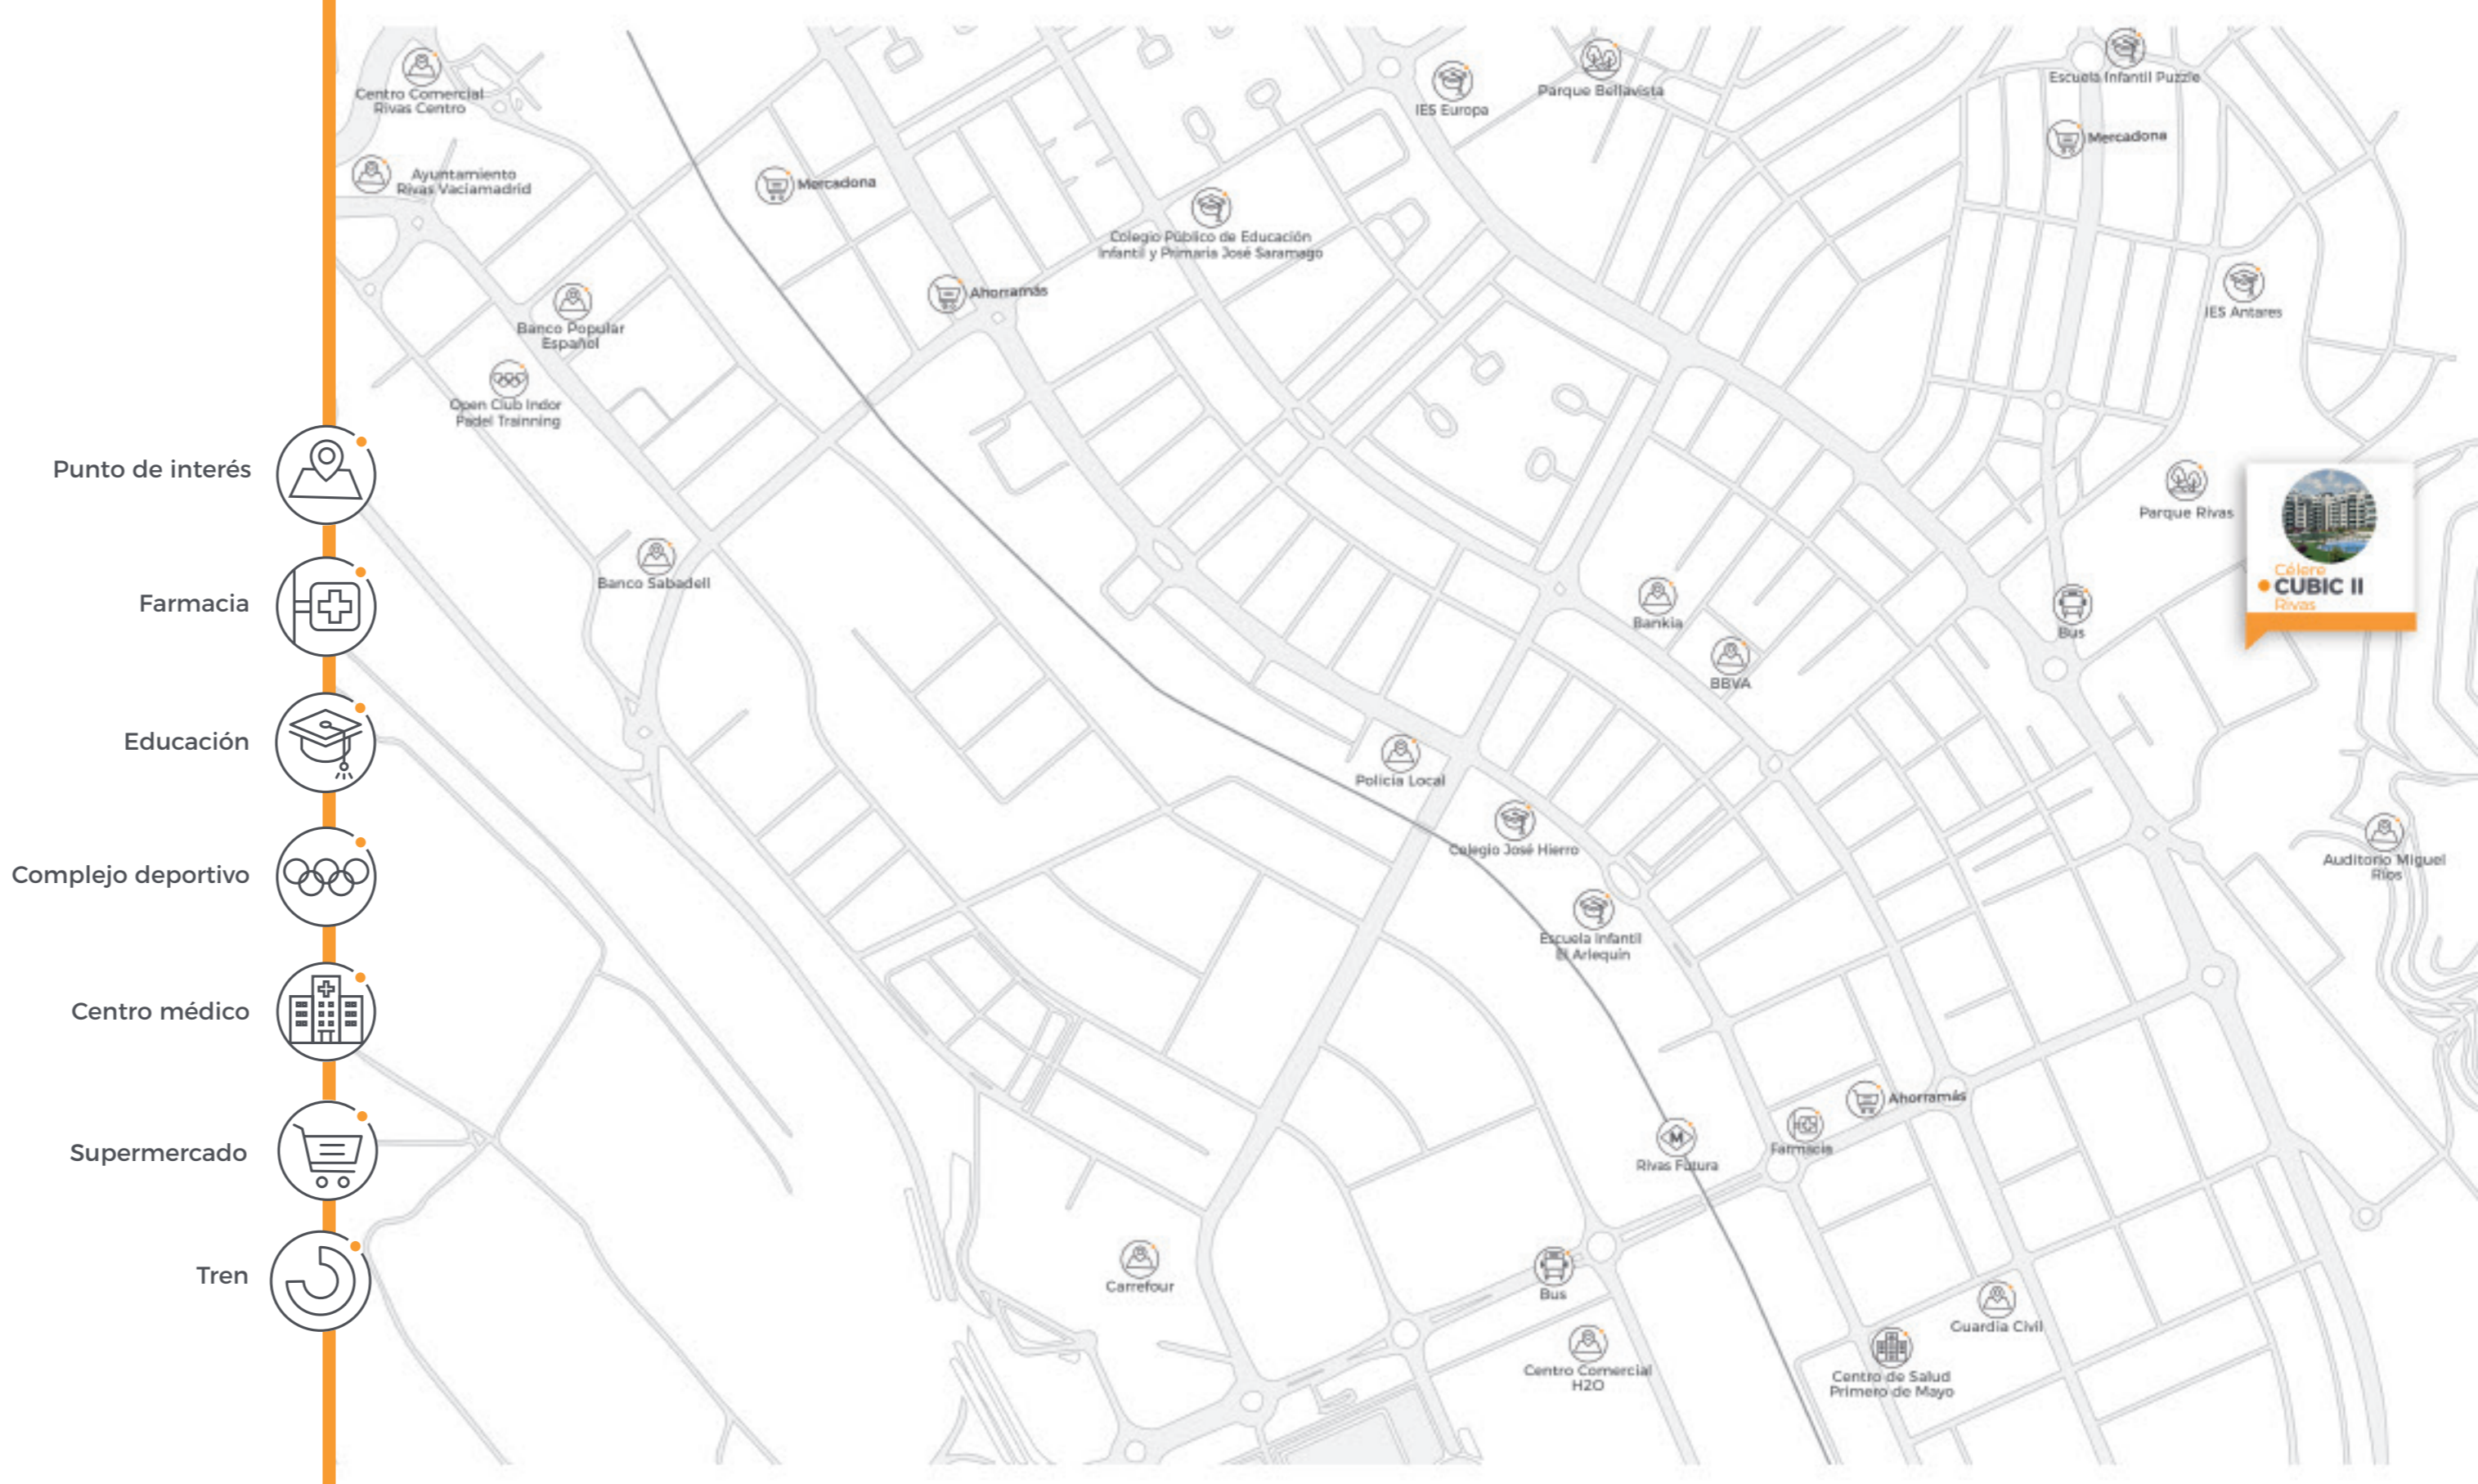 Punto de interés
Farmacia
Educación
Complejo deportivo
Centro médico
Supermercado
Tren
Centro Comercial
Rivas Centro
Ayuntamiento
Rivas Vaciamadrid
Mercadona
Banco Popular
Español
Open Club Indor
Padel Trainning
Banco Sabadell
Ahorramás
Colegio Público de Educación
Infantil y Primaria José Saramago
IES Europa
Parque Bellavista
Escuela Infantil Puzzle
Mercadona
IES Antares
Parque Rivas
Célere
CUBIC II
Rivas
Bus
Bankia
BBVA
Policía Local
Colegio José Hierro
Escuela Infantil
El Arlequin
Auditorio Miguel
Ríos
Ahorramás
Farmacia
M
Rivas Futura
Carrefour
Bus
Centro Comercial
H2O
Guardia Civil
Centro de Salud
Primero de Mayo